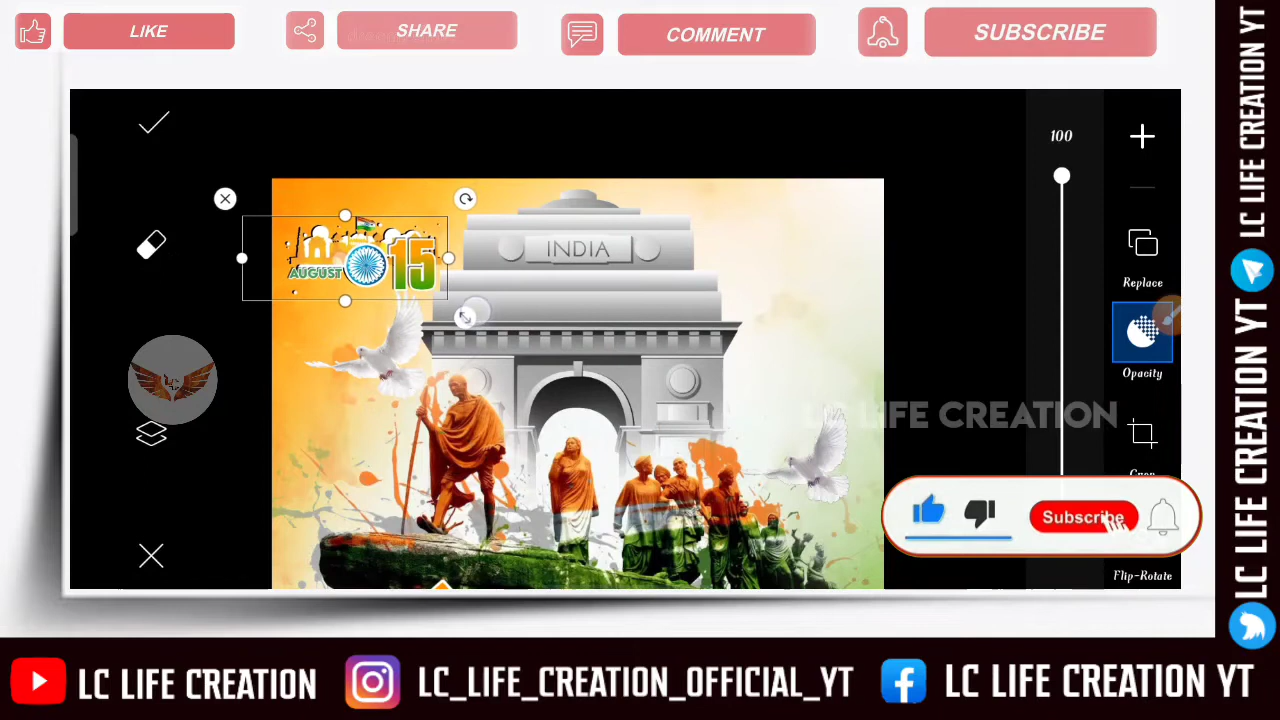 LIKE
SHARE
COMMENT
SUBSCRIBE
100
Replace
Opacity
INDIA
AUGUST 15
LC LIFE CREATION
Subscribe
Flip-Rotate
LC LIFE CREATION
LC_LIFE_CREATION_OFFICIAL_YT
LC LIFE CREATION YT
LC LIFE CREATION YT
LC LIFE CREATION YT